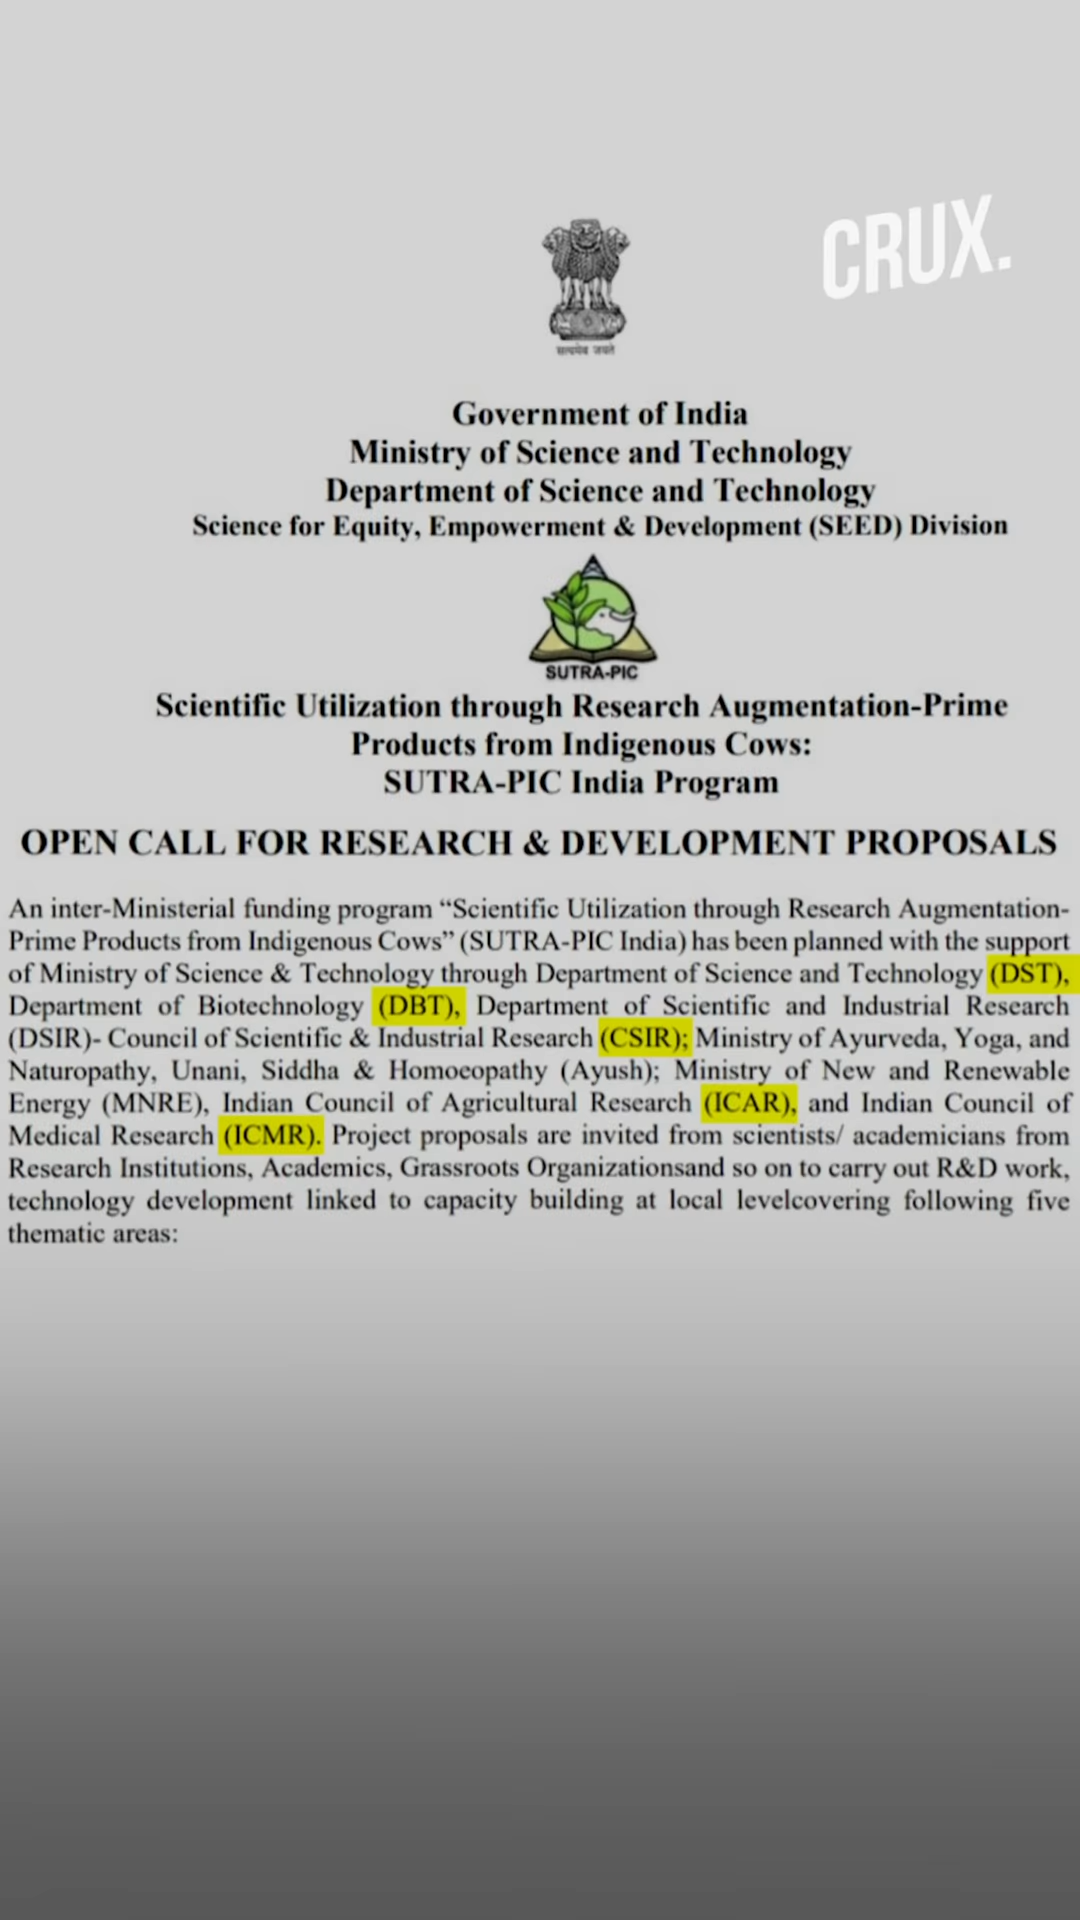 CRUX.
सत्यमेव जयते
Government of India
Ministry of Science and Technology
Department of Science and Technology
Science for Equity, Empowerment & Development (SEED) Division
SUTRA-PIC
Scientific Utilization through Research Augmentation-Prime
Products from Indigenous Cows:
SUTRA-PIC India Program
OPEN CALL FOR RESEARCH & DEVELOPMENT PROPOSALS
An inter-Ministerial funding program “Scientific Utilization through Research Augmentation-
Prime Products from Indigenous Cows” (SUTRA-PIC India) has been planned with the support
of Ministry of Science & Technology through Department of Science and Technology (DST),
Department of Biotechnology (DBT), Department of Scientific and Industrial Research
(DSIR)- Council of Scientific & Industrial Research (CSIR); Ministry of Ayurveda, Yoga, and
Naturopathy, Unani, Siddha & Homoeopathy (Ayush); Ministry of New and Renewable
Energy (MNRE), Indian Council of Agricultural Research (ICAR), and Indian Council of
Medical Research (ICMR). Project proposals are invited from scientists/ academicians from
Research Institutions, Academics, Grassroots Organizationsand so on to carry out R&D work,
technology development linked to capacity building at local levelcovering following five
thematic areas: